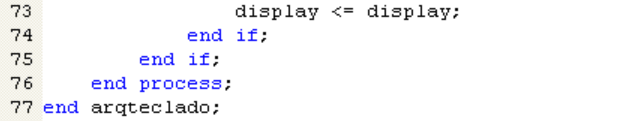 73                display <= display;
74            end if;
75        end if;
76    end process;
77 end arqteclado;